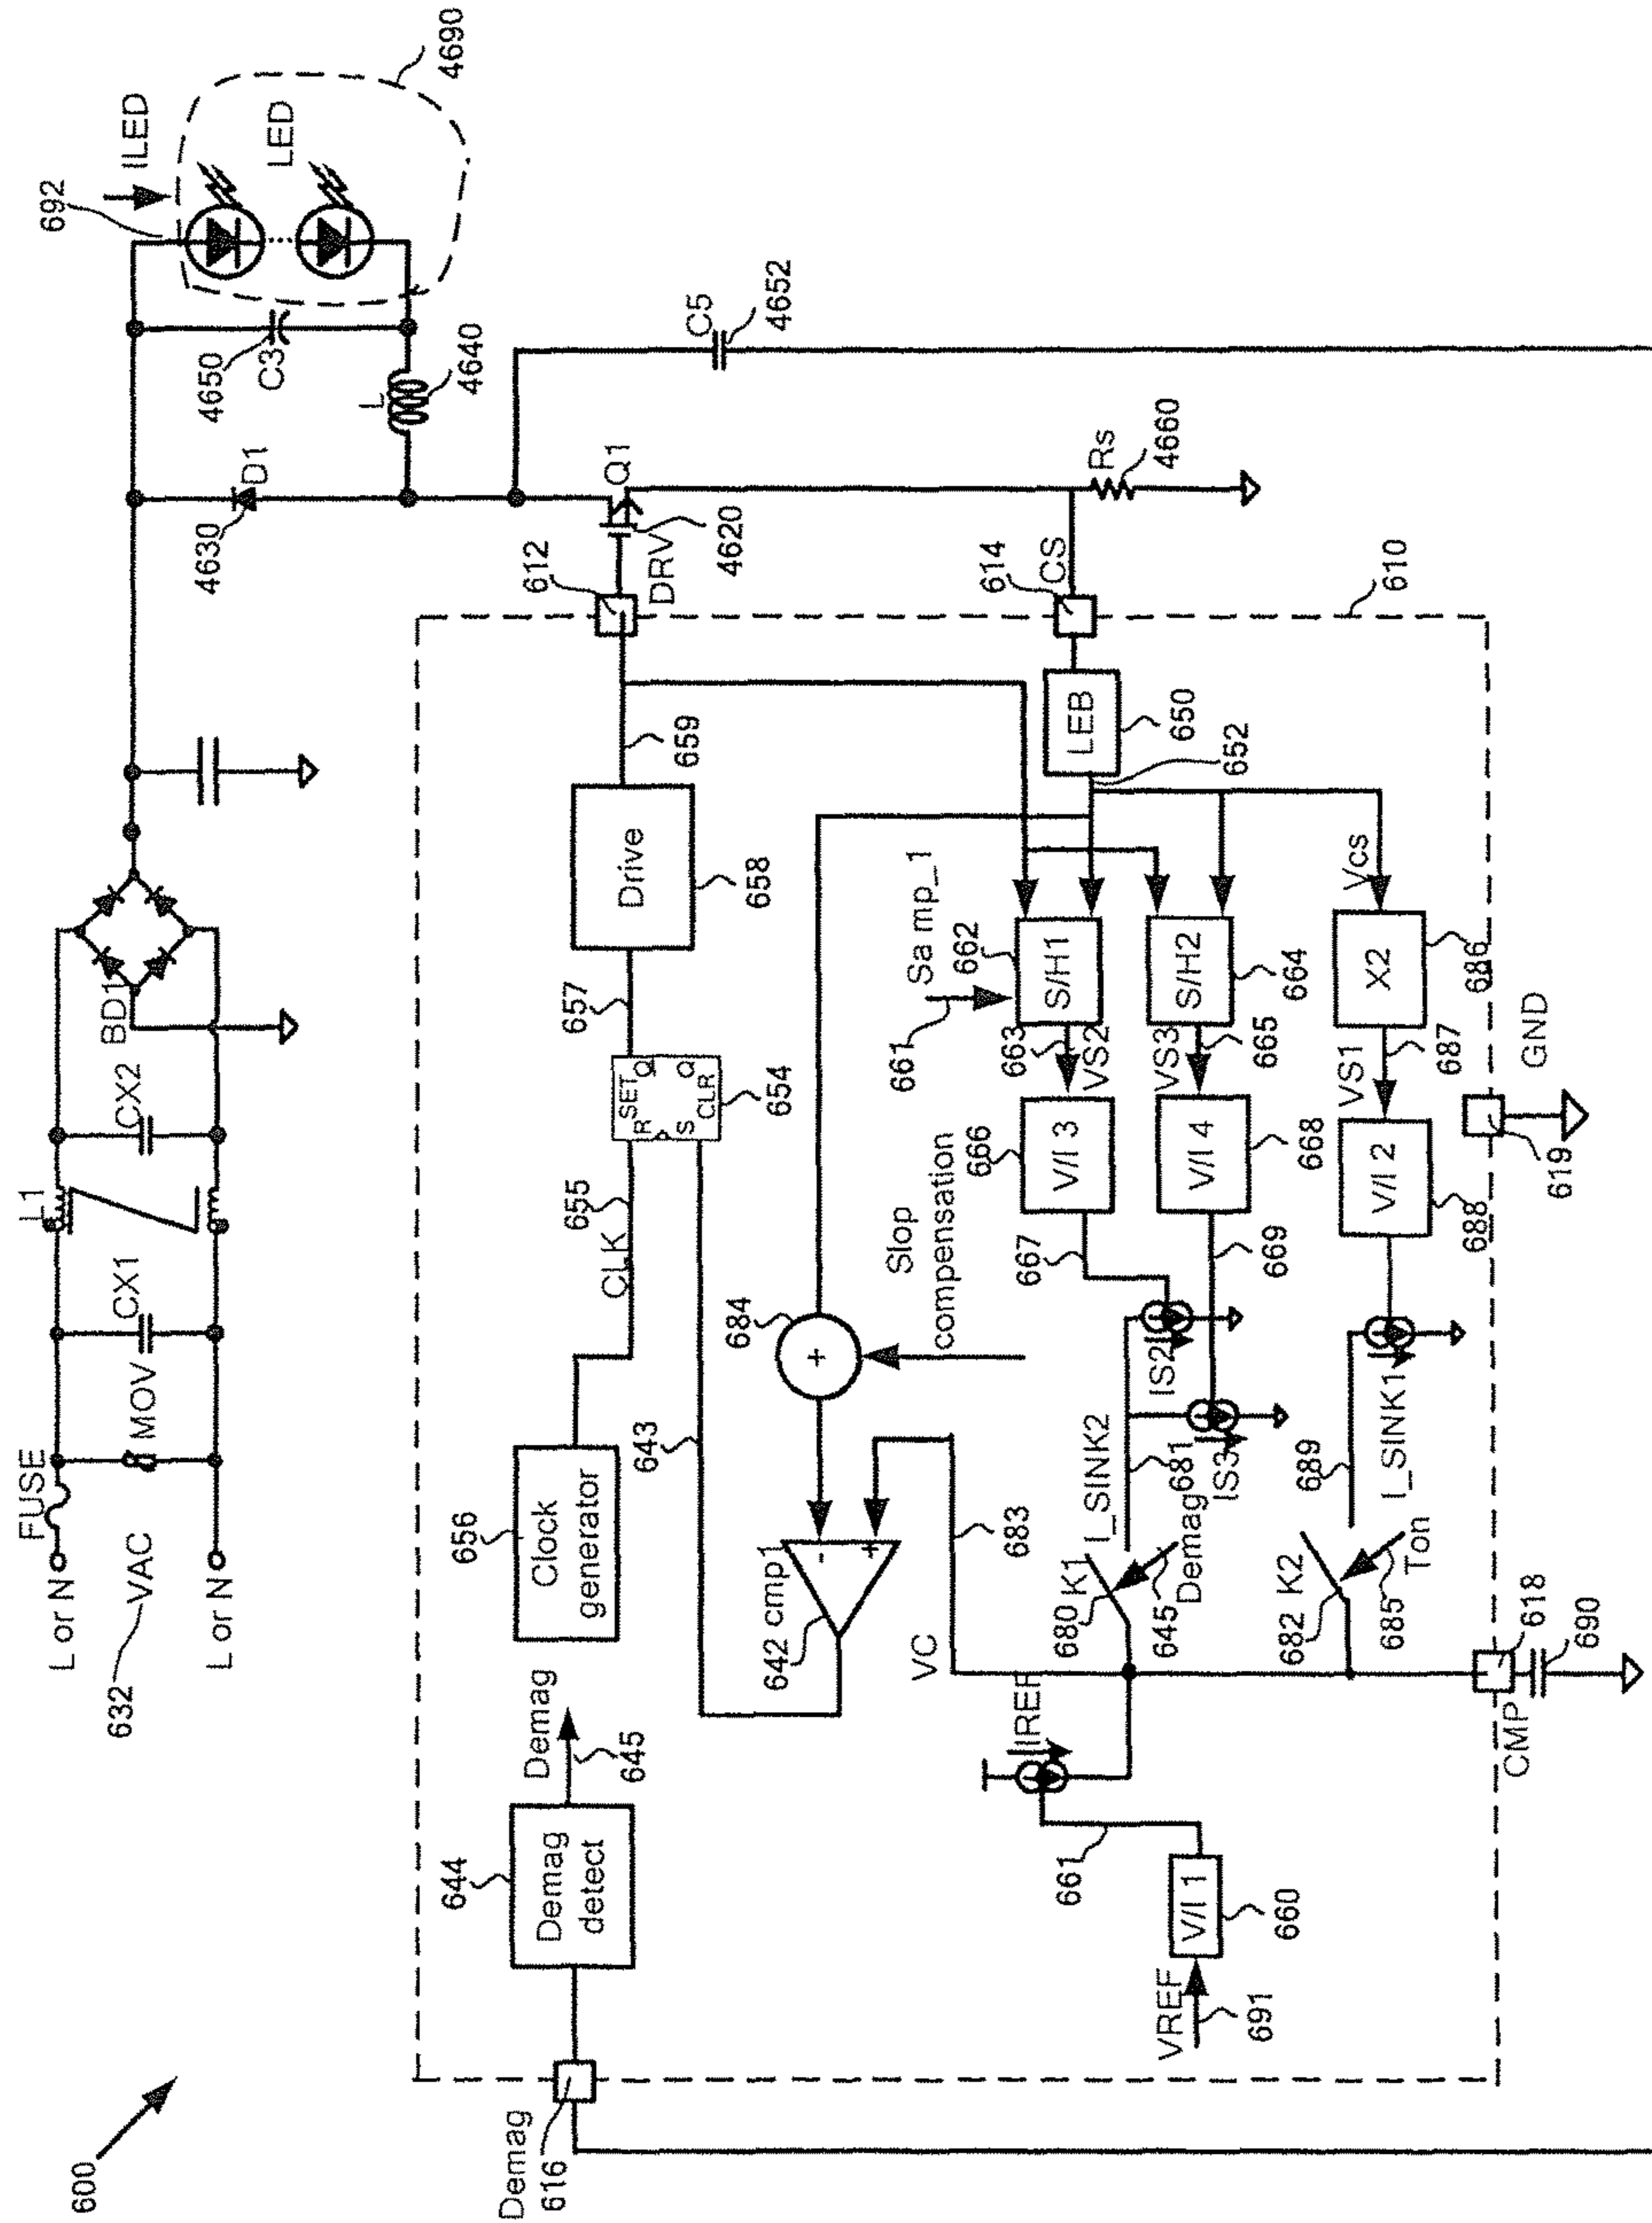 600
FUSE
L or N
VAC
632
L or N
MOV
CX1
L1
CX2
BD1
692
ILED
LED
4690
4650
C3
L
4640
4630
D1
C5
4652
Q1
4620
612
DRV
Rs
4660
614
CS
610
Demag
616
644
Demag
detect
Demag
645
656
Clock
generator
CLK
655
R
SET
Q
S
CLR
Q
654
657
Drive
658
659
643
642
cmp1
-
+
684
+
Slop
compensation
LEB
650
652
Sa mp_1
661
662
S/H1
663
VS2
S/H2
664
VS3
665
Vcs
X2
686
VS1
687
666
V/I 3
667
V/I 4
668
669
V/I 2
688
IS2
IS3
I_SINK2
681
I_SINK1
689
VC
683
680
K1
645
Demag
682
K2
685
Ton
IREF
661
V/I 1
660
VREF
691
CMP
618
690
619
GND